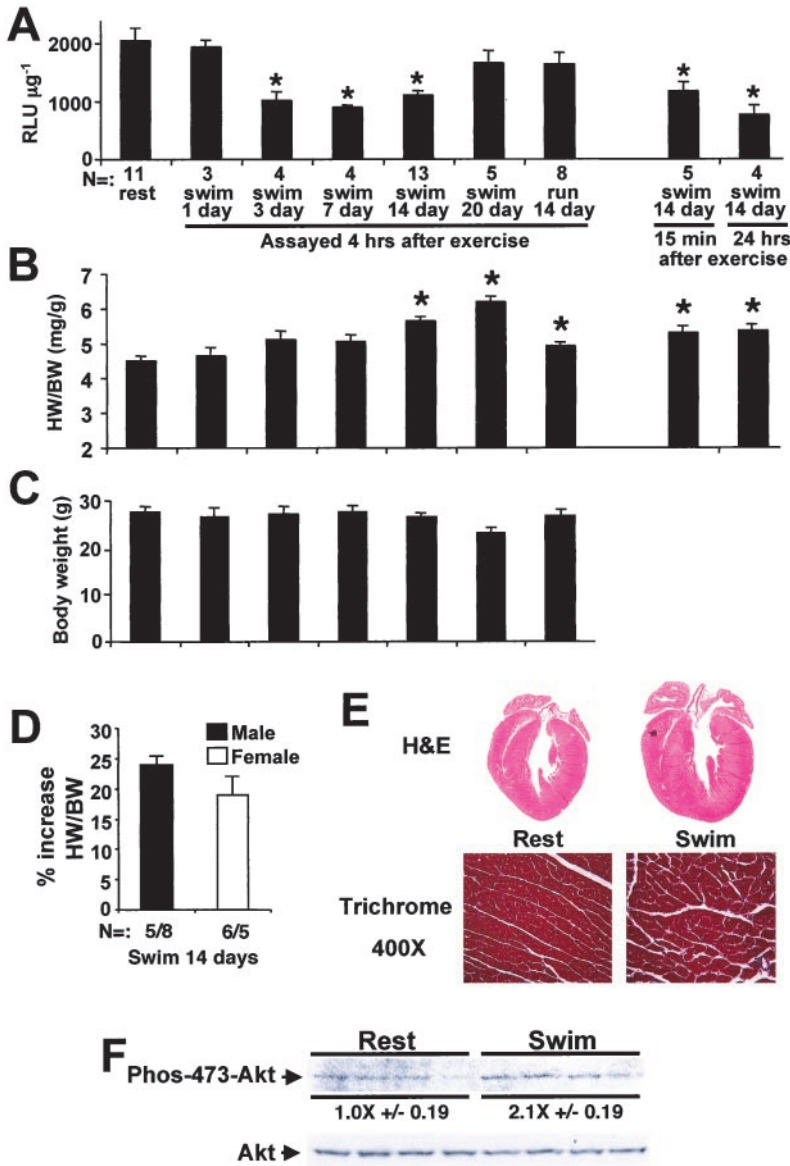 A
RLU μg-1
2000
1000
0
* * * * *
N=: 11 3 4 4 13 5 8 5 4
rest swim swim swim swim swim run swim swim
1 day 3 day 7 day 14 day 20 day 14 day 14 day 14 day
Assayed 4 hrs after exercise
15 min 24 hrs
after exercise
B
HW/BW (mg/g)
7
6
5
4
3
2
* * * * *
C
Body weight (g)
30
20
10
0
D
% increase
HW/BW
30
25
20
15
10
5
0
Male
Female
N=: 5/8 6/5
Swim 14 days
E
H&E
Rest Swim
Trichrome
400X
F
Rest Swim
Phos-473-Akt
1.0X +/- 0.19 2.1X +/- 0.19
Akt